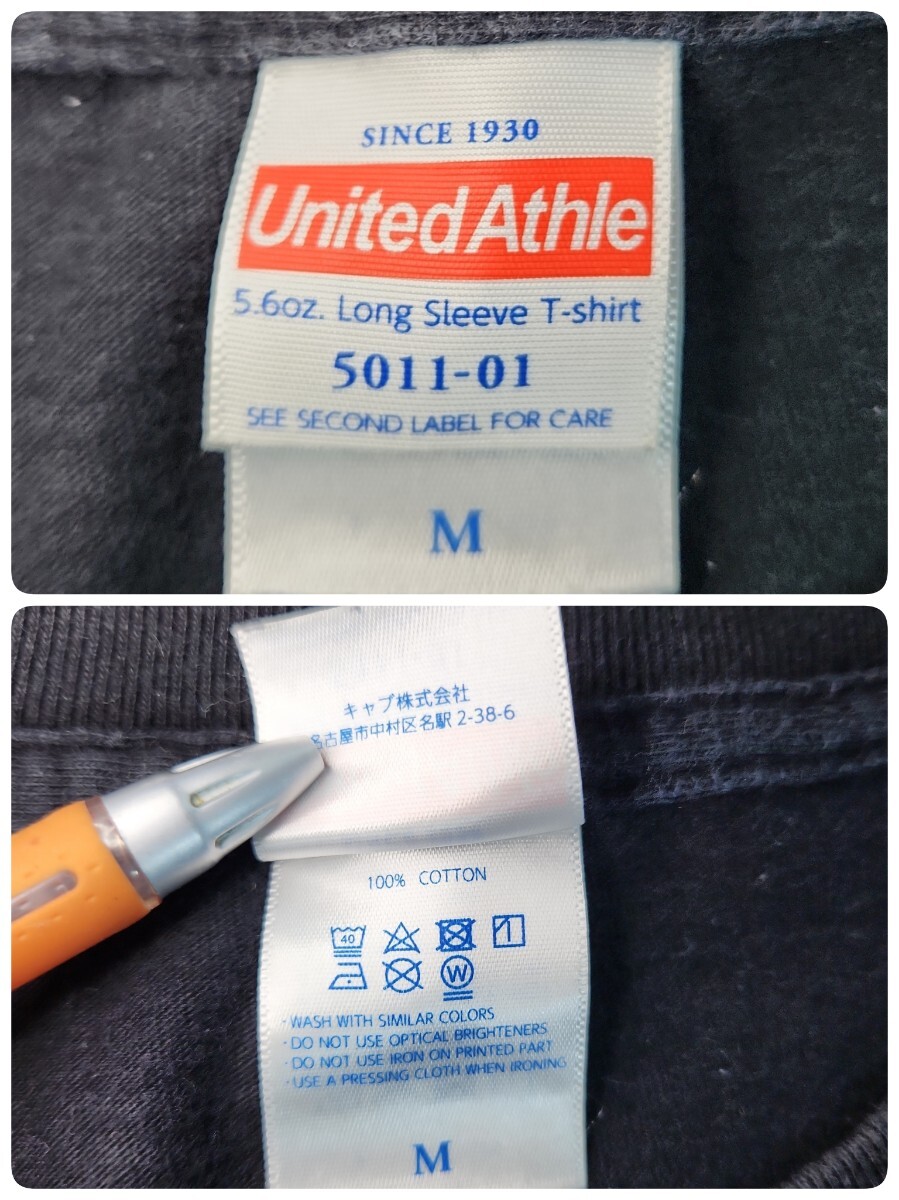 SINCE 1930
United Athle
5.6oz. Long Sleeve T-shirt
5011-01
SEE SECOND LABEL FOR CARE
M
キャブ株式会社
名古屋市中村区名駅 2-38-6
100% COTTON
40
W
・WASH WITH SIMILAR COLORS
・DO NOT USE OPTICAL BRIGHTENERS
・DO NOT USE IRON ON PRINTED PART
・USE A PRESSING CLOTH WHEN IRONING
M